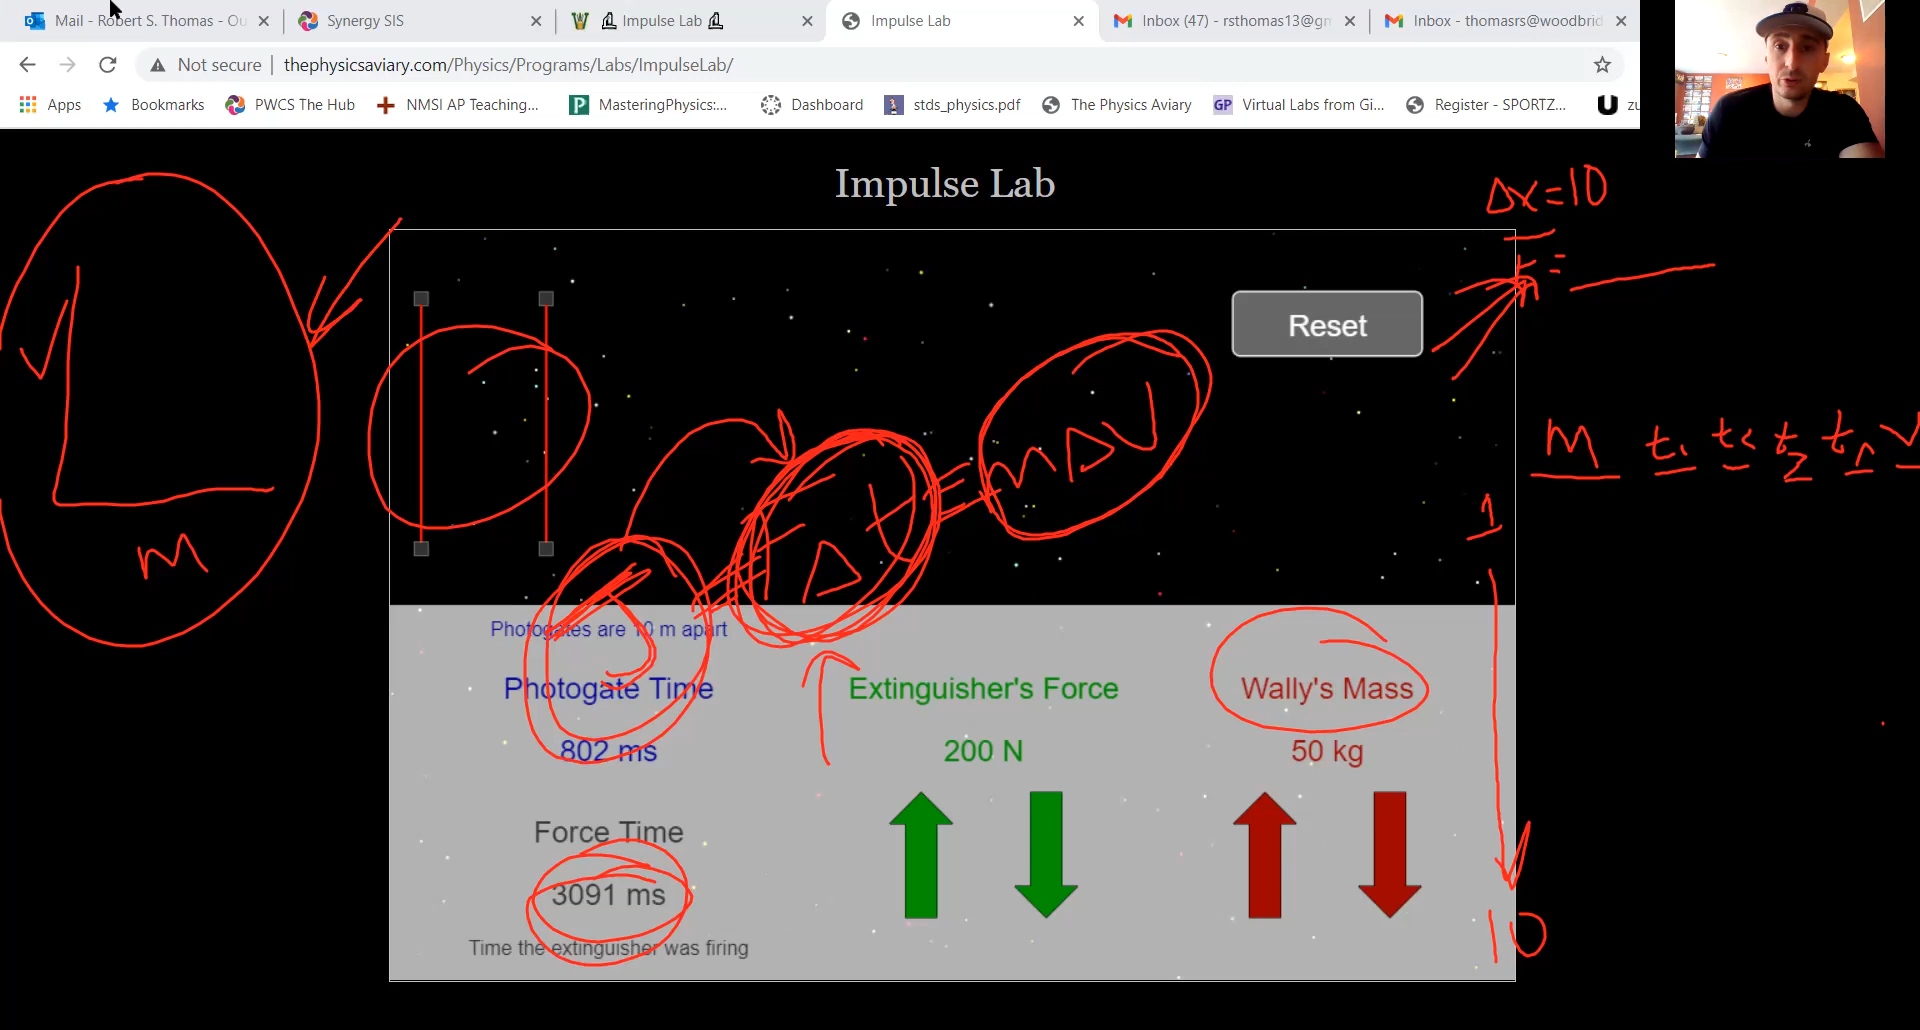 Mail - Robert S. Thomas - Ou
Synergy SIS
Impulse Lab
Impulse Lab
Inbox (47) - rsthomas13@gm
Inbox - thomasrs@woodbrid
Not secure | thephysicsaviary.com/Physics/Programs/Labs/ImpulseLab/
Apps
Bookmarks
PWCS The Hub
NMSI AP Teaching...
MasteringPhysics:...
Dashboard
stds_physics.pdf
The Physics Aviary
GP Virtual Labs from Gi...
Register - SPORTZ...
zu
Impulse Lab
Δx=10
t =
Reset
mΔV
m t₁ t₂
1
m
J = Δ
=
Photogates are 10 m apart
Photogate Time
Extinguisher's Force
Wally's Mass
802 ms
200 N
50 kg
Force Time
3091 ms
Time the extinguisher was firing
10